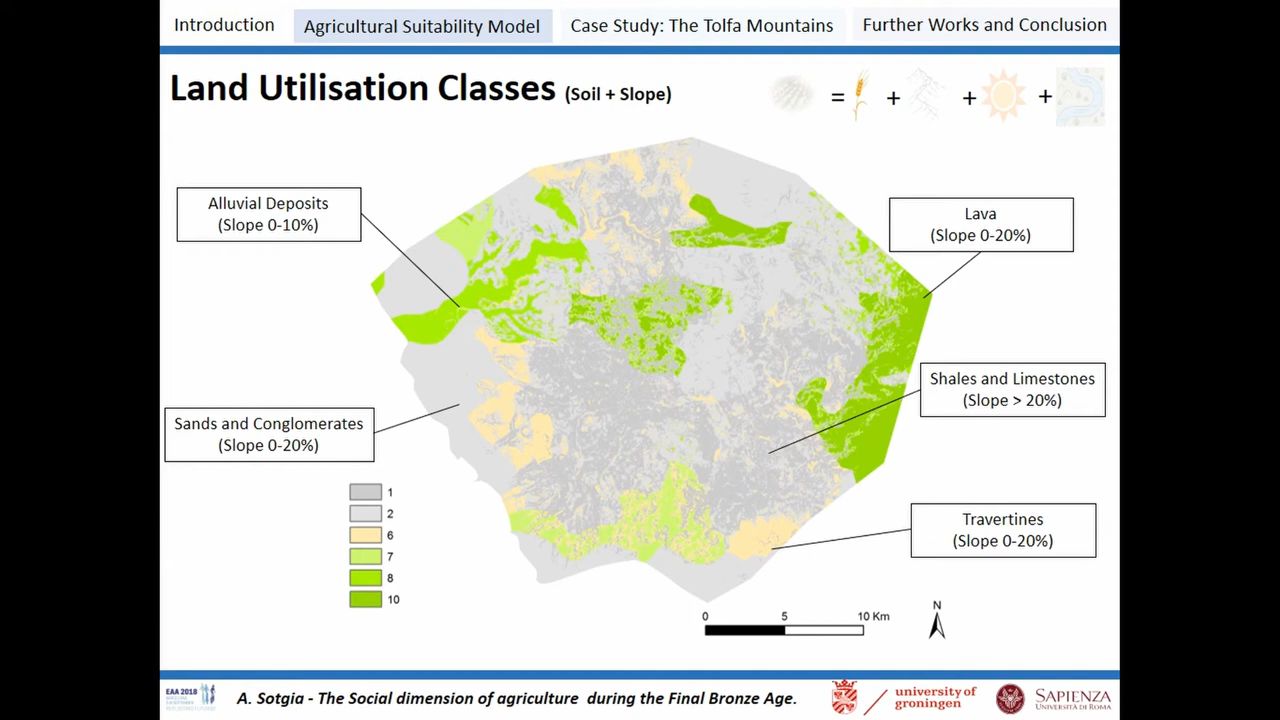 Introduction
Agricultural Suitability Model
Case Study: The Tolfa Mountains
Further Works and Conclusion
Land Utilisation Classes (Soil + Slope)
= + + +
Alluvial Deposits
(Slope 0-10%)
Lava
(Slope 0-20%)
Shales and Limestones
(Slope > 20%)
Sands and Conglomerates
(Slope 0-20%)
Travertines
(Slope 0-20%)
1
2
6
7
8
10
0 5 10 Km
N
EAA 2018
A. Sotgia - The Social dimension of agriculture during the Final Bronze Age.
university of
groningen
SAPIENZA
UNIVERSITÀ DI ROMA